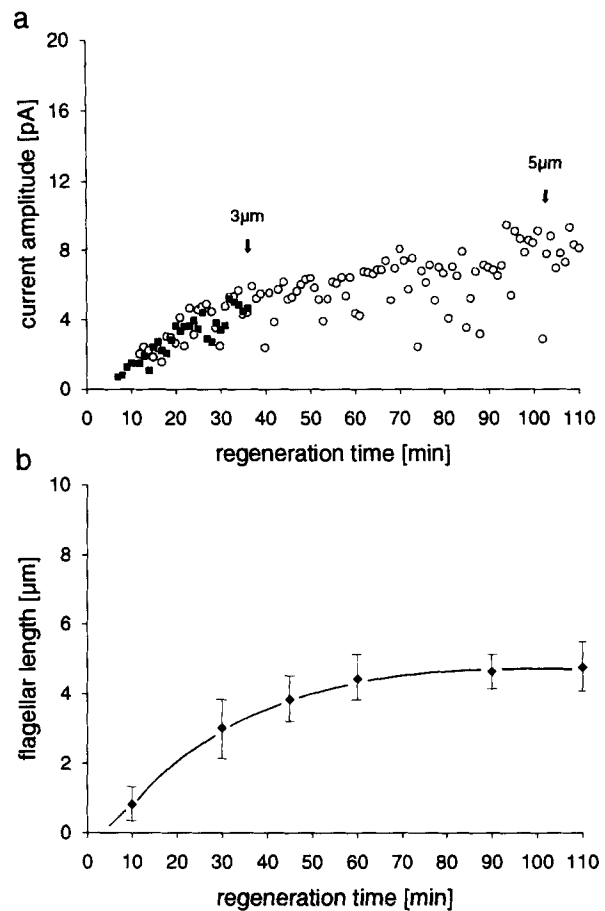 a
20
16
12
8
4
0
current amplitude [pA]
3µm
5µm
0 10 20 30 40 50 60 70 80 90 100 110
regeneration time [min]
b
10
8
6
4
2
0
flagellar length [µm]
0 10 20 30 40 50 60 70 80 90 100 110
regeneration time [min]